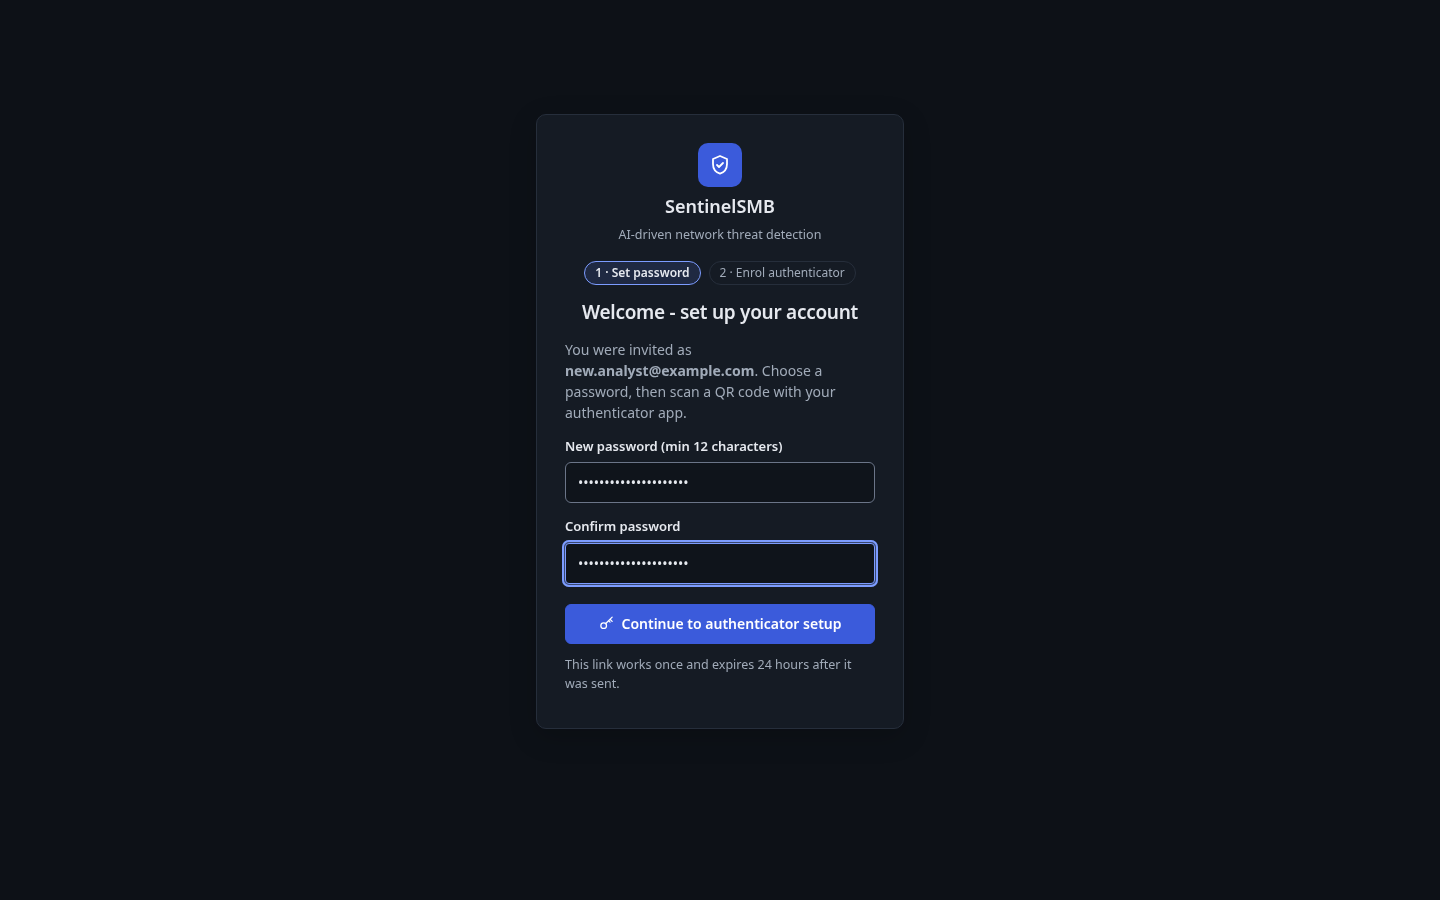 SentinelSMB
AI-driven network threat detection
1 · Set password
2 · Enrol authenticator
Welcome - set up your account
You were invited as
new.analyst@example.com. Choose a
password, then scan a QR code with your
authenticator app.
New password (min 12 characters)
•••••••••••••••••••••
Confirm password
•••••••••••••••••••••
Continue to authenticator setup
This link works once and expires 24 hours after it
was sent.